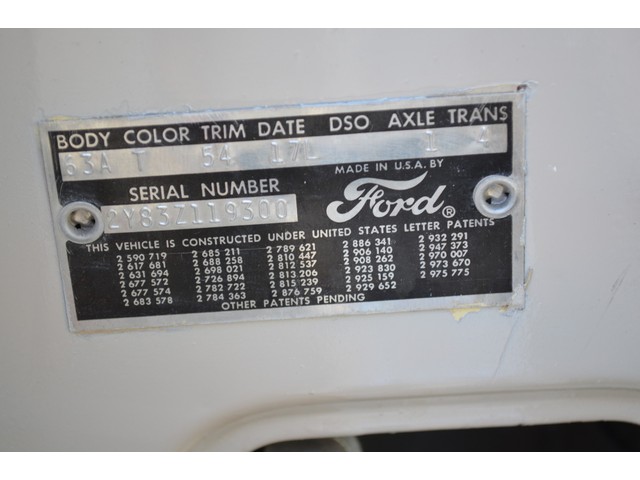 BODY COLOR TRIM DATE DSO AXLE TRANS
63A T 54 17L 1 4
SERIAL NUMBER MADE IN U.S.A. BY
2Y83Z119300 Ford®
THIS VEHICLE IS CONSTRUCTED UNDER UNITED STATES LETTER PATENTS
2 590 719 2 685 211 2 789 621 2 886 341 2 932 291
2 617 681 2 688 258 2 810 447 2 906 140 2 947 373
2 631 694 2 698 021 2 812 537 2 908 262 2 970 007
2 677 572 2 726 894 2 813 206 2 923 830 2 973 670
2 677 574 2 782 722 2 815 239 2 925 159 2 975 775
2 683 578 2 784 363 2 876 759 2 929 652
OTHER PATENTS PENDING